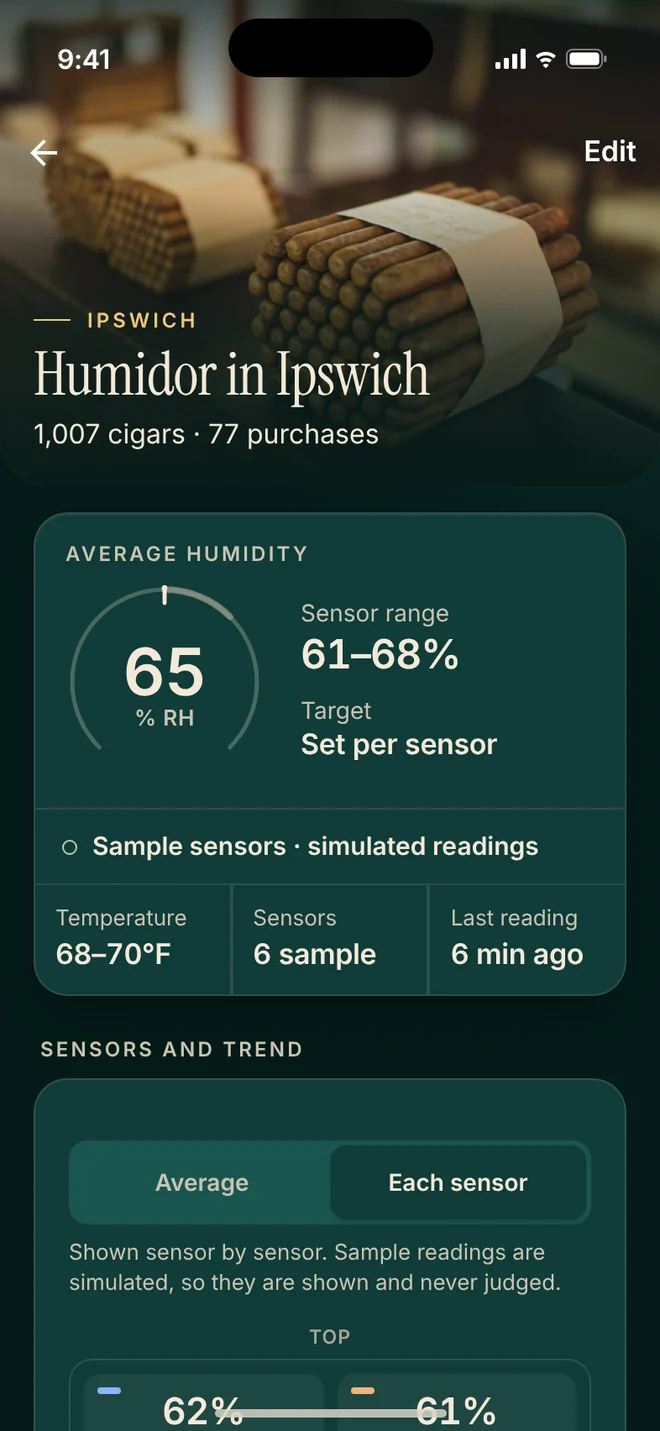 9:41
Edit
IPSWICH
Humidor in Ipswich
1,007 cigars · 77 purchases
AVERAGE HUMIDITY
65
% RH
Sensor range
61–68%
Target
Set per sensor
Sample sensors · simulated readings
Temperature
68–70°F
Sensors
6 sample
Last reading
6 min ago
SENSORS AND TREND
Average
Each sensor
Shown sensor by sensor. Sample readings are
simulated, so they are shown and never judged.
TOP
62%
61%